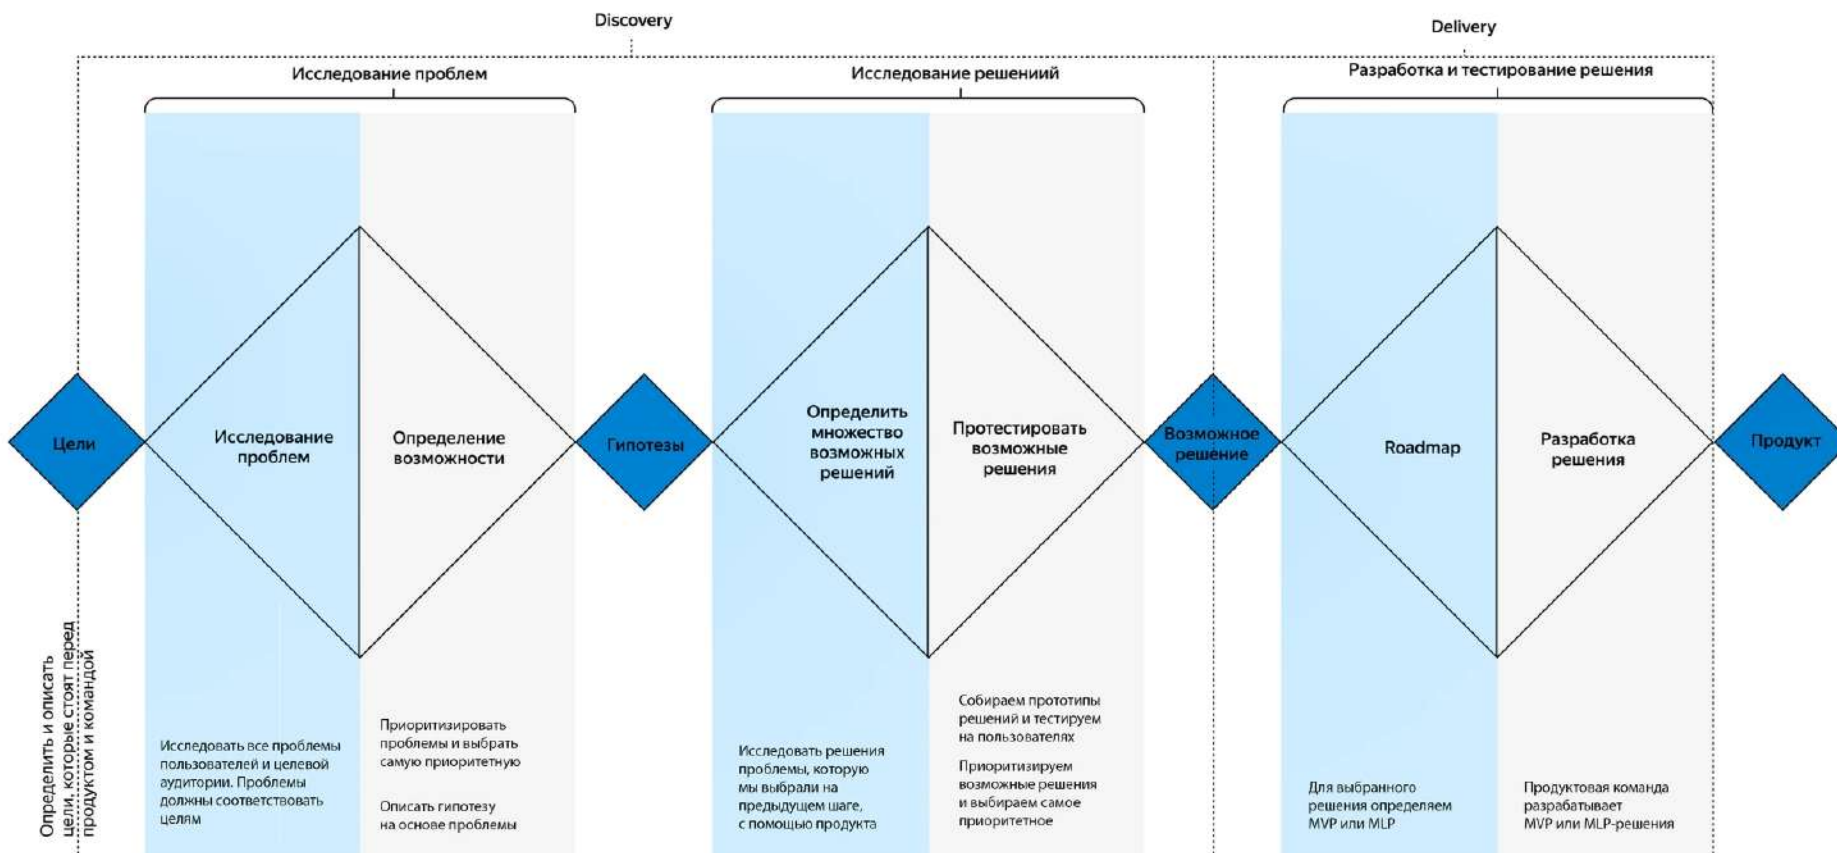 Discovery
Delivery
Исследование проблем
Исследование решениий
Разработка и тестирование решения
Цели
Исследование
проблем
Определение
возможности
Гипотезы
Определить
множество
возможных
решений
Протестировать
возможные
решения
Возможное
решение
Roadmap
Разработка
решения
Продукт
Определить и описать
цели, которые стоят перед
продуктом и командой
Исследовать все проблемы
пользователей и целевой
аудитории. Проблемы
должны соответствовать
целям
Приоритизировать
проблемы и выбрать
самую приоритетную
Описать гипотезу
на основе проблемы
Исследовать решения
проблемы, которую
мы выбрали на
предыдущем шаге,
с помощью продукта
Собираем прототипы
решений и тестируем
на пользователях
Приоритизируем
возможные решения
и выбираем самое
приоритетное
Для выбранного
решения определяем
MVP или MLP
Продуктовая команда
разрабатывает
MVP или MLP-решения